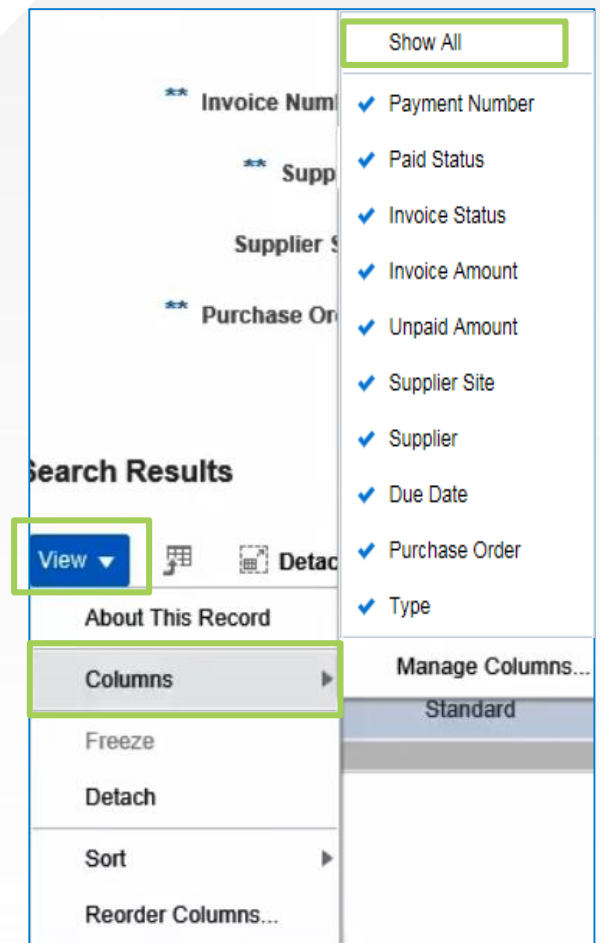 Show All
** Invoice Num
Payment Number
** Supp
Paid Status
Invoice Status
Supplier S
Invoice Amount
** Purchase Or
Unpaid Amount
Supplier Site
Supplier
Search Results
Due Date
View
Detac
Purchase Order
About This Record
Type
Columns
Manage Columns...
Standard
Freeze
Detach
Sort
Reorder Columns...